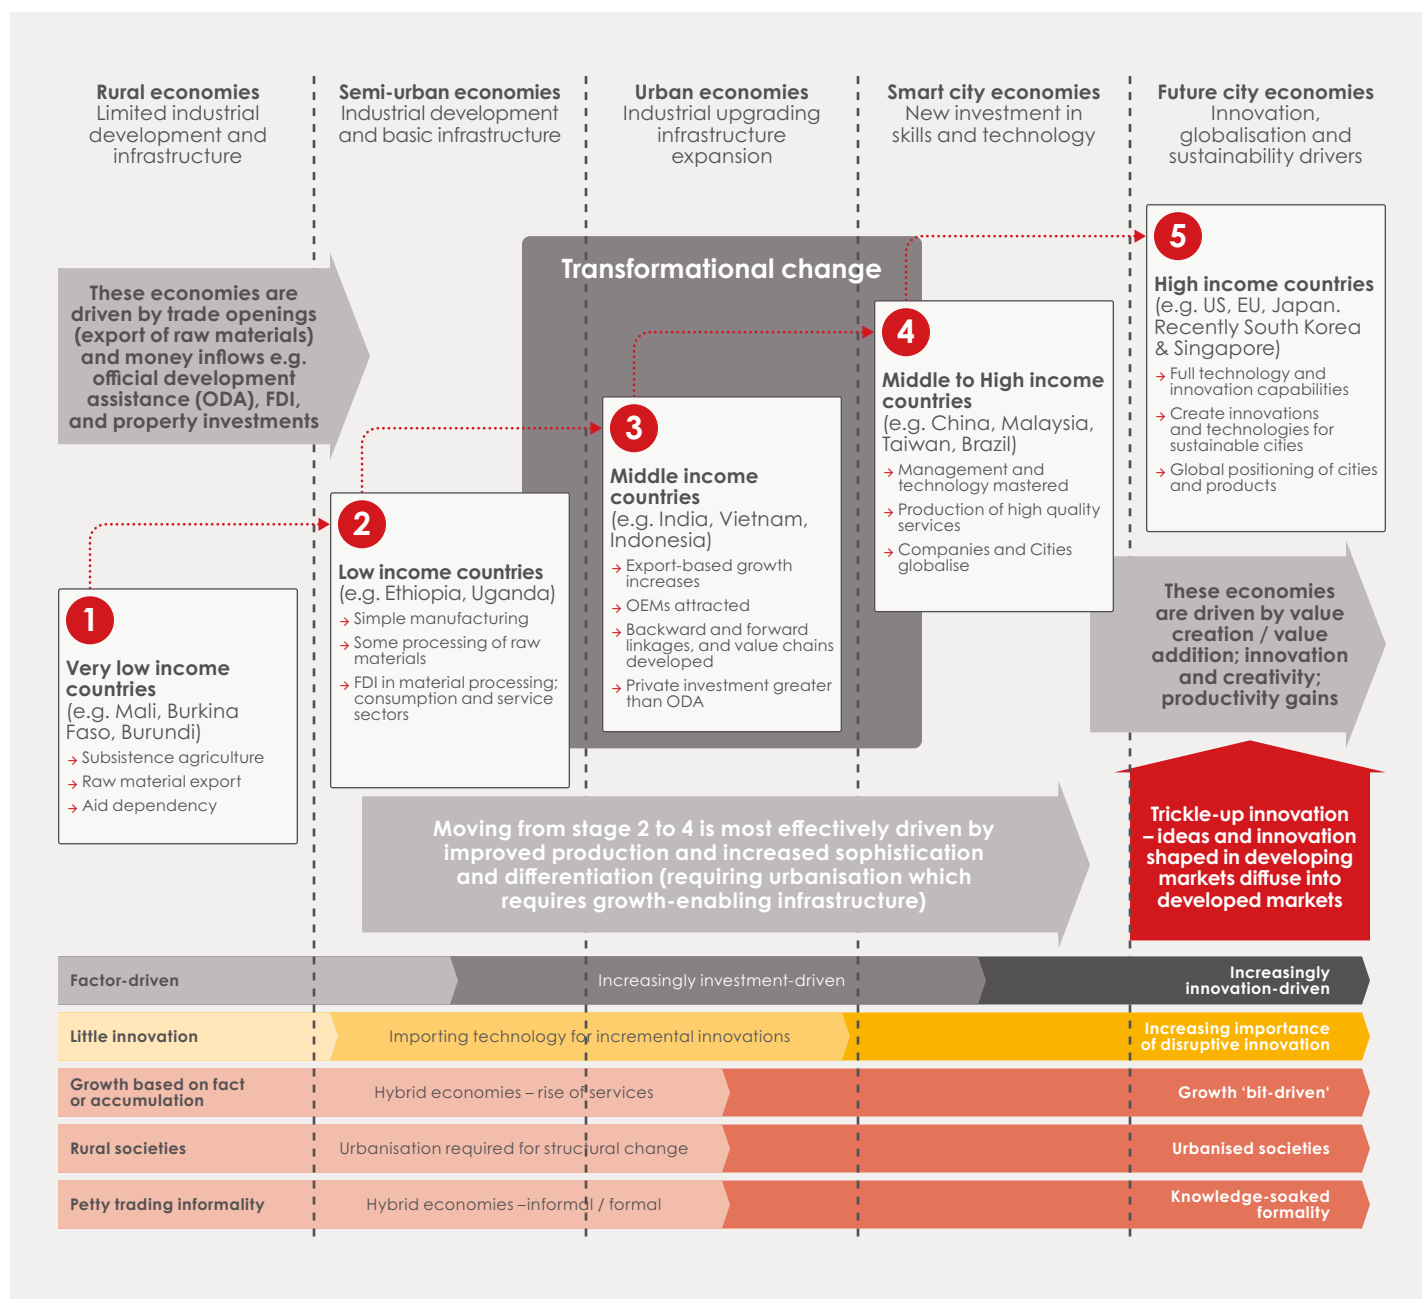 Rural economies
Limited industrial
development and
infrastructure
Semi-urban economies
Industrial development
and basic infrastructure
Urban economies
Industrial upgrading
infrastructure
expansion
Smart city economies
New investment in
skills and technology
Future city economies
Innovation,
globalisation and
sustainability drivers
These economies are
driven by trade openings
(export of raw materials)
and money inflows e.g.
official development
assistance (ODA), FDI,
and property investments
Transformational change
1
Very low income
countries
(e.g. Mali, Burkina
Faso, Burundi)
→ Subsistence agriculture
→ Raw material export
→ Aid dependency
2
Low income countries
(e.g. Ethiopia, Uganda)
→ Simple manufacturing
→ Some processing of raw
materials
→ FDI in material processing;
consumption and service
sectors
3
Middle income
countries
(e.g. India, Vietnam,
Indonesia)
→ Export-based growth
increases
→ OEMs attracted
→ Backward and forward
linkages, and value chains
developed
→ Private investment greater
than ODA
4
Middle to High income
countries
(e.g. China, Malaysia,
Taiwan, Brazil)
→ Management and
technology mastered
→ Production of high quality
services
→ Companies and Cities
globalise
5
High income countries
(e.g. US, EU, Japan.
Recently South Korea
& Singapore)
→ Full technology and
innovation capabilities
→ Create innovations
and technologies for
sustainable cities
→ Global positioning of cities
and products
These economies
are driven by value
creation / value
addition; innovation
and creativity;
productivity gains
Moving from stage 2 to 4 is most effectively driven by
improved production and increased sophistication
and differentiation (requiring urbanisation which
requires growth-enabling infrastructure)
Trickle-up innovation
– ideas and innovation
shaped in developing
markets diffuse into
developed markets
Factor-driven
Increasingly investment-driven
Increasingly
innovation-driven
Little innovation
Importing technology for incremental innovations
Increasing importance
of disruptive innovation
Growth based on fact
or accumulation
Hybrid economies – rise of services
Growth ‘bit-driven‘
Rural societies
Urbanisation required for structural change
Urbanised societies
Petty trading informality
Hybrid economies –informal / formal
Knowledge-soaked
formality